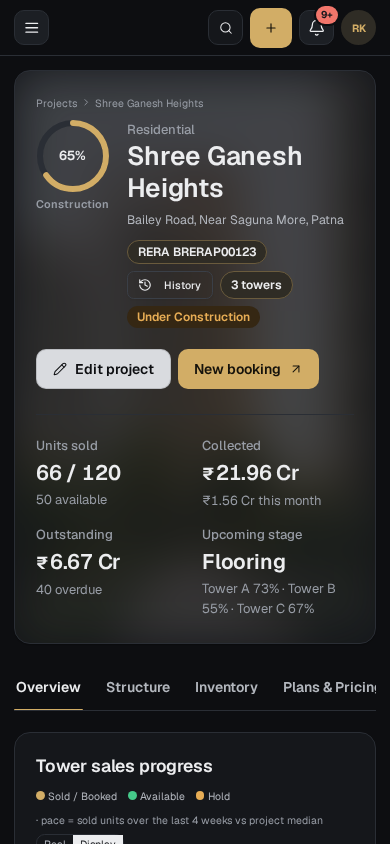 9+
RK
Projects > Shree Ganesh Heights
65%
Construction
Residential
Shree Ganesh
Heights
Bailey Road, Near Saguna More, Patna
RERA BRERAP00123
History
3 towers
Under Construction
Edit project
New booking
Units sold
66 / 120
50 available
Collected
₹21.96 Cr
₹1.56 Cr this month
Outstanding
₹6.67 Cr
40 overdue
Upcoming stage
Flooring
Tower A 73% · Tower B
55% · Tower C 67%
Overview Structure Inventory Plans & Pricing
Tower sales progress
Sold / Booked Available Hold
· pace = sold units over the last 4 weeks vs project median
Display